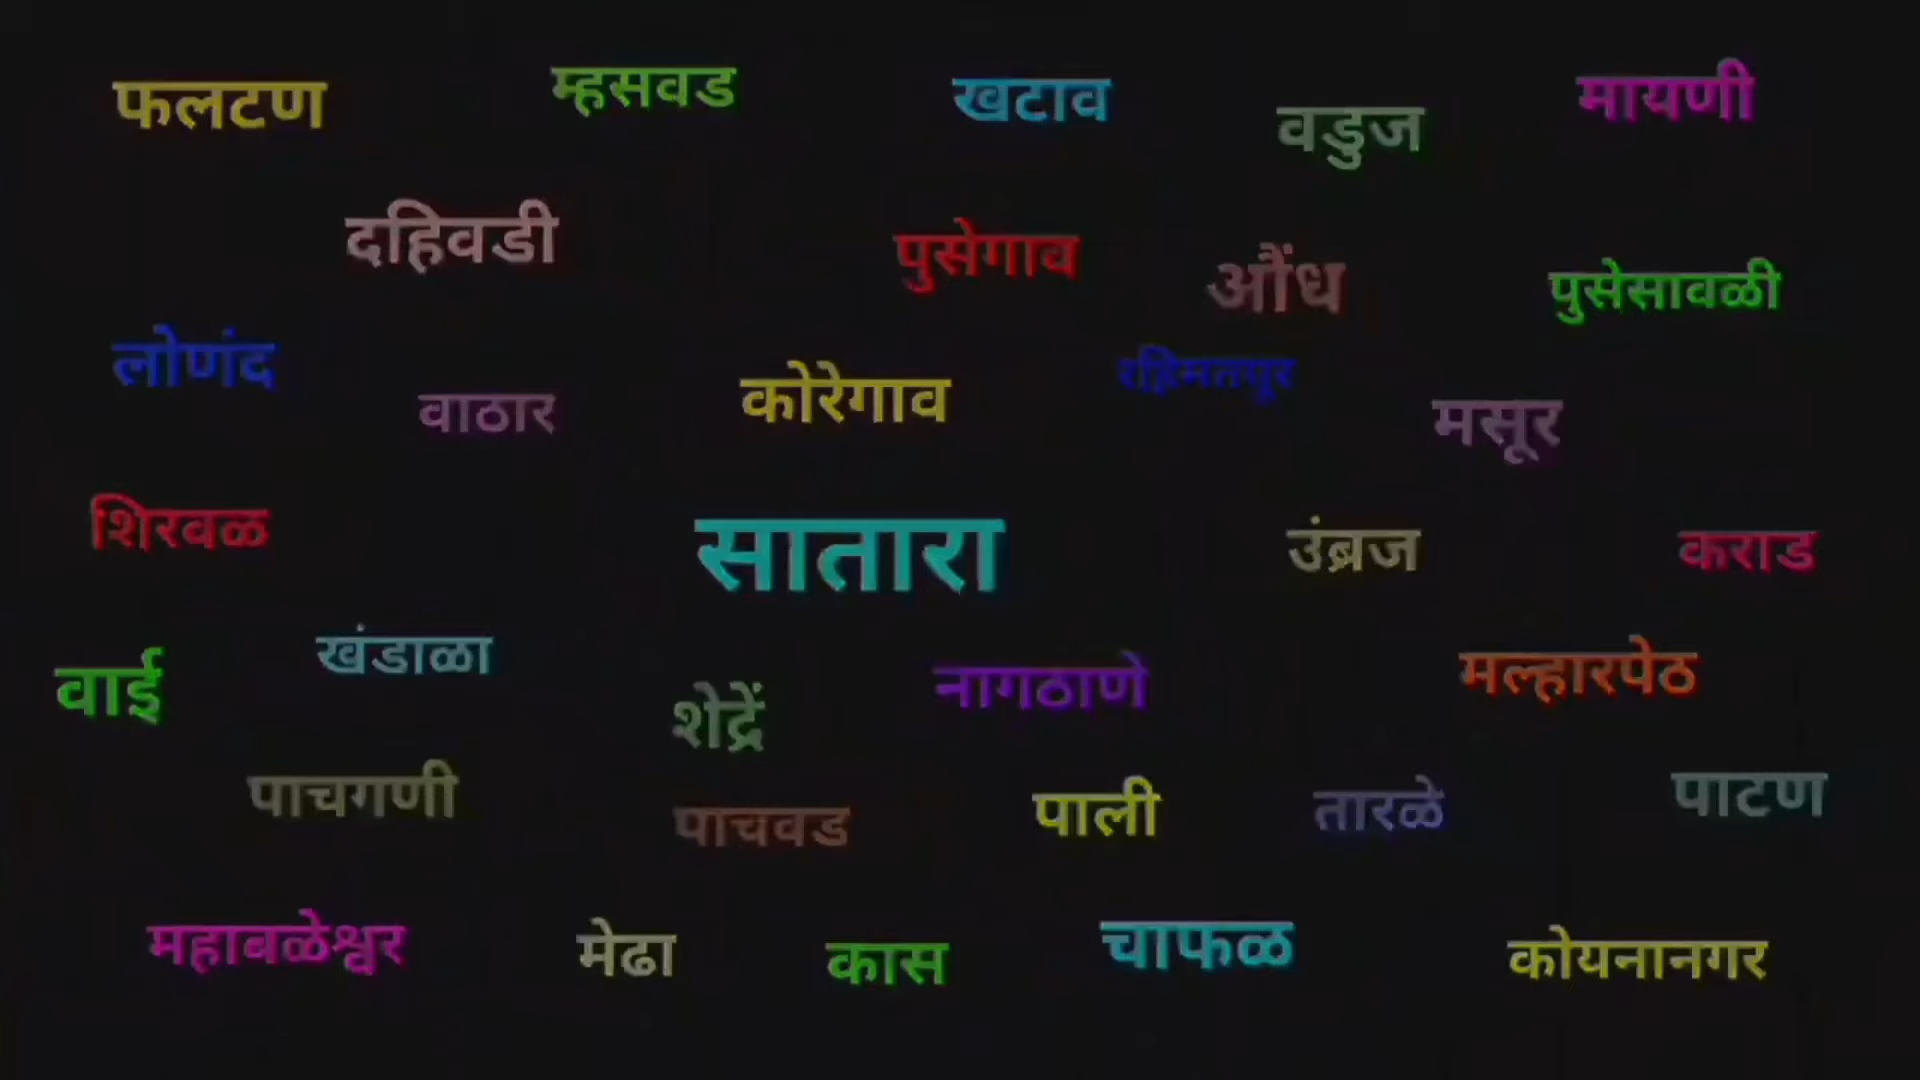 फलटण म्हसवड खटाव वडुज मायणी
दहिवडी पुसेगाव औंध पुसेसावळी
लोणंद वाठार कोरेगाव रहिमतपूर मसूर
शिरवळ सातारा उंब्रज कराड
वाई खंडाळा शेद्रें नागठाणे मल्हारपेठ
पाचगणी पाचवड पाली तारळे पाटण
महाबळेश्वर मेढा कास चाफळ कोयनानगर